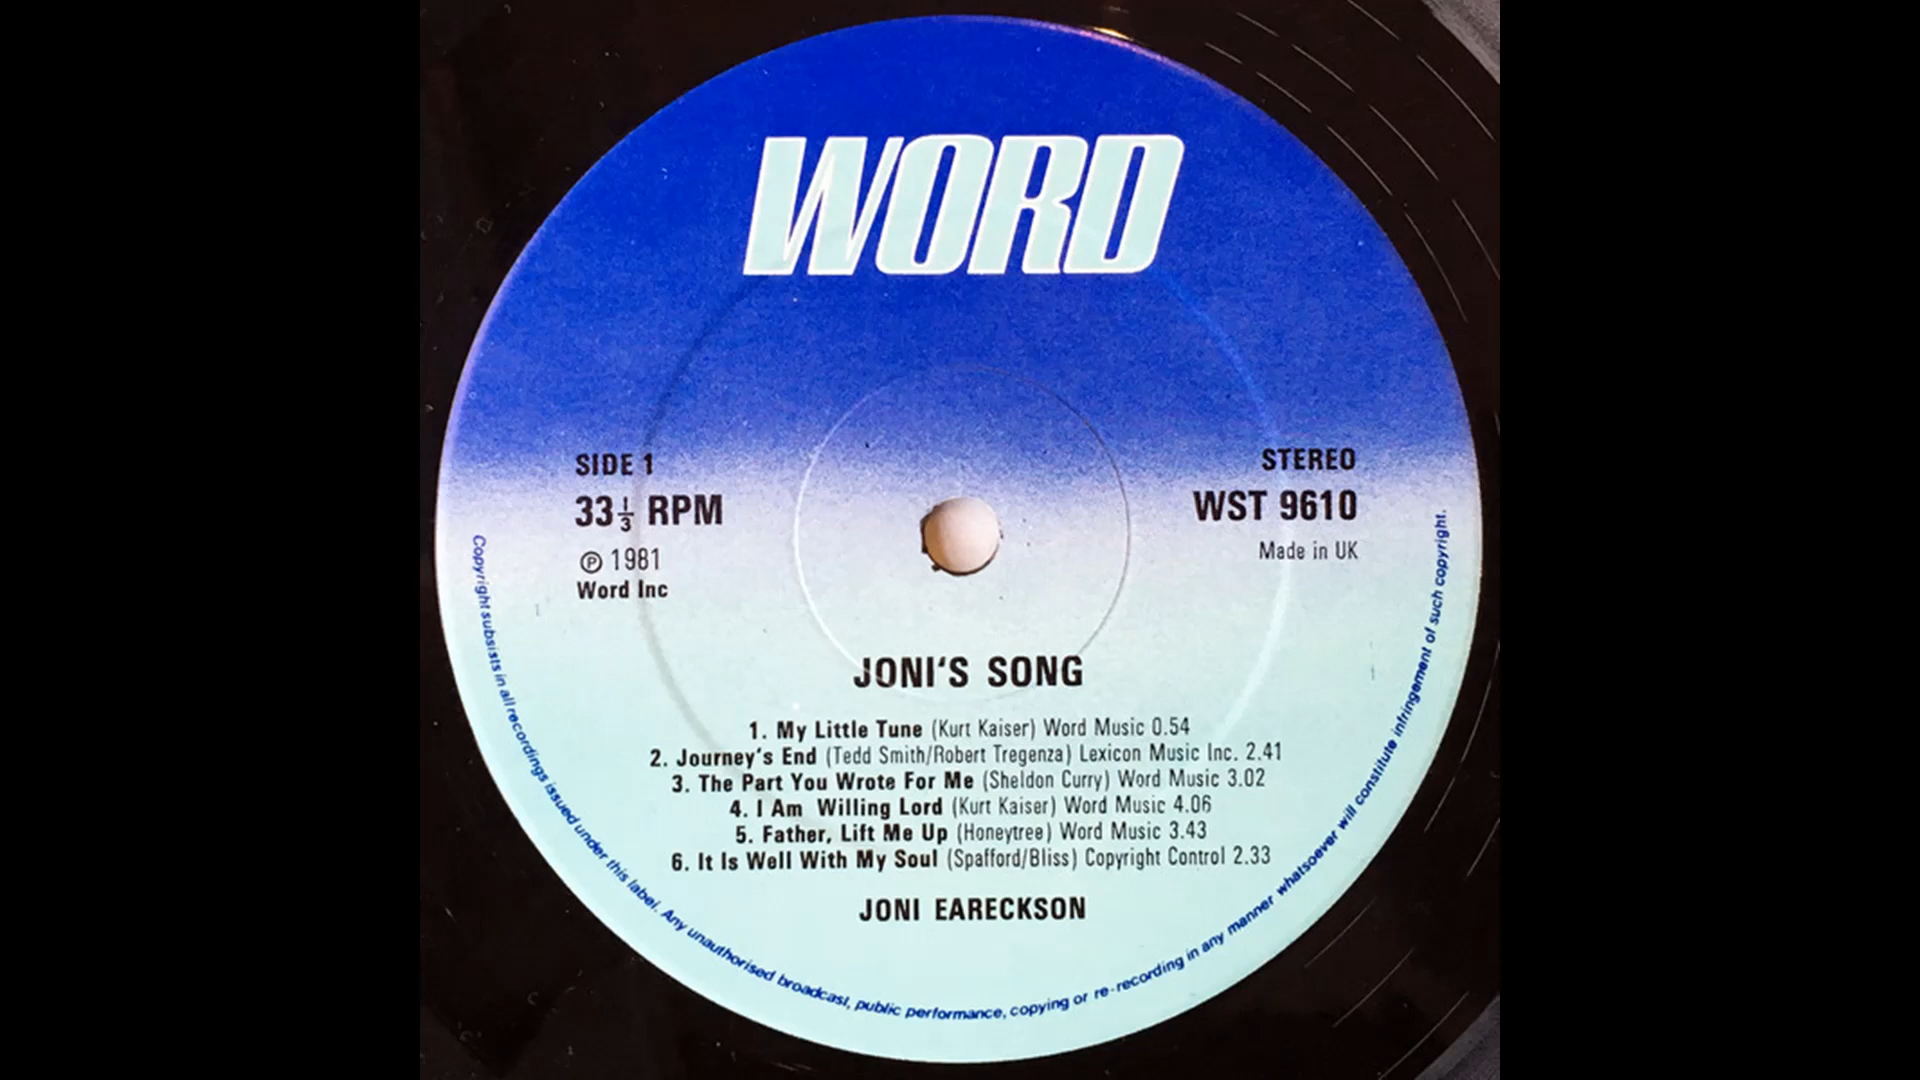 WORD
SIDE 1
33⅓ RPM
℗ 1981
Word Inc
STEREO
WST 9610
Made in UK
JONI'S SONG
1. My Little Tune (Kurt Kaiser) Word Music 0.54
2. Journey's End (Tedd Smith/Robert Tregenza) Lexicon Music Inc. 2.41
3. The Part You Wrote For Me (Sheldon Curry) Word Music 3.02
4. I Am Willing Lord (Kurt Kaiser) Word Music 4.06
5. Father, Lift Me Up (Honeytree) Word Music 3.43
6. It Is Well With My Soul (Spafford/Bliss) Copyright Control 2.33
JONI EARECKSON
Copyright subsists in all recordings issued under this label. Any unauthorised broadcast, public performance, copying or re-recording in any manner whatsoever will constitute infringement of such copyright.